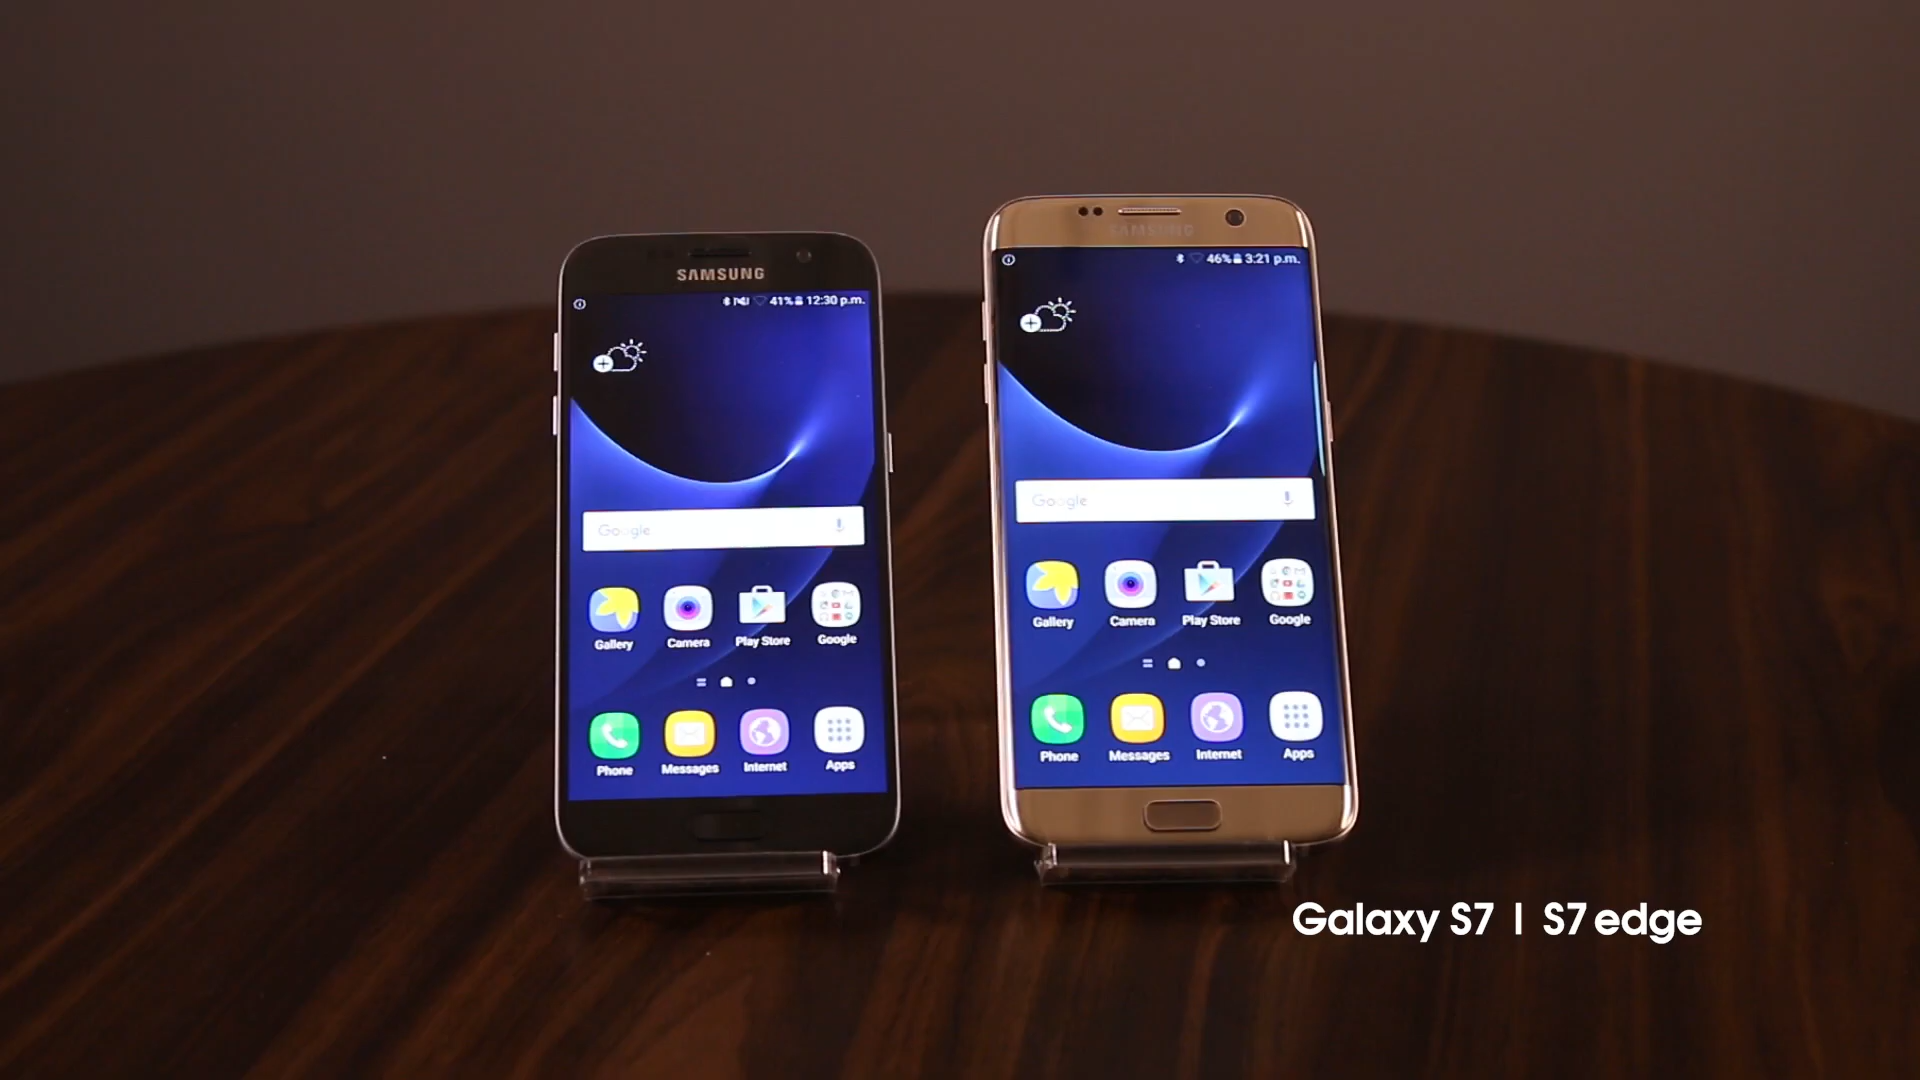 SAMSUNG
41% 12:30 p.m.
Google
Gallery Camera Play Store Google
Phone Messages Internet Apps
SAMSUNG
46% 3:21 p.m.
Google
Gallery Camera Play Store Google
Phone Messages Internet Apps
Galaxy S7 | S7 edge